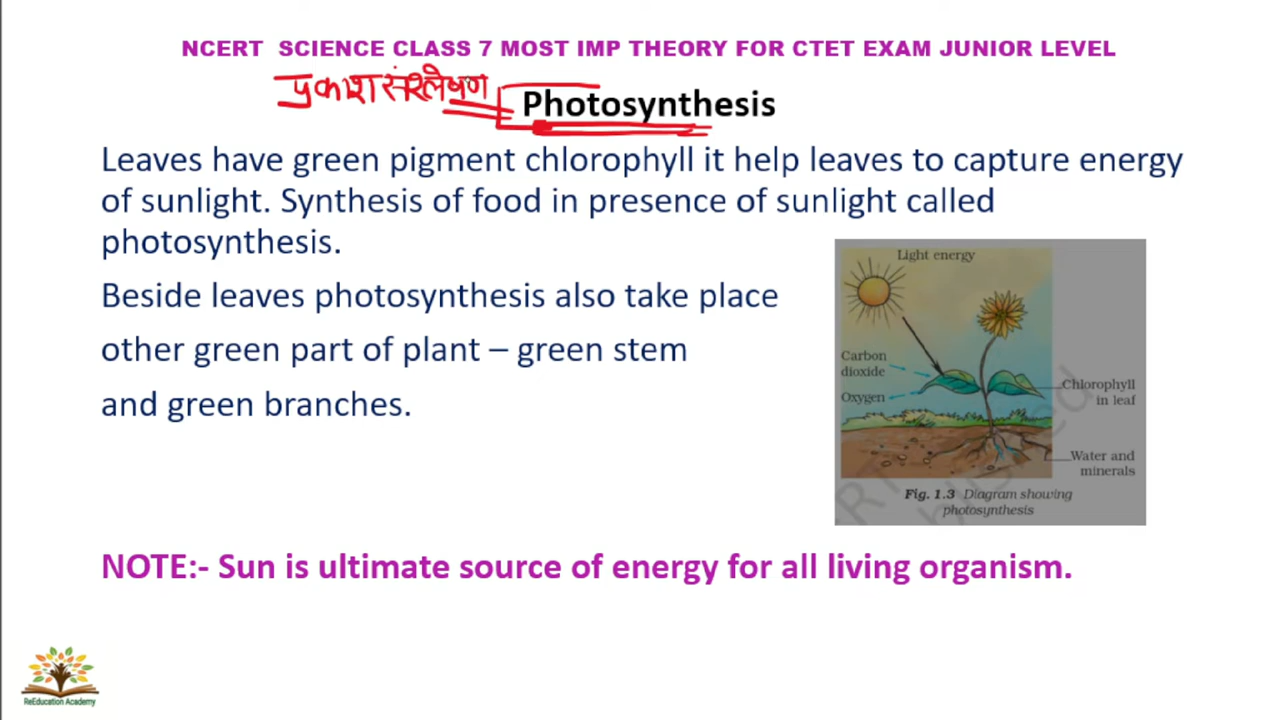 NCERT SCIENCE CLASS 7 MOST IMP THEORY FOR CTET EXAM JUNIOR LEVEL
प्रकाश संश्लेषण
Photosynthesis
Leaves have green pigment chlorophyll it help leaves to capture energy
of sunlight. Synthesis of food in presence of sunlight called
photosynthesis.
Beside leaves photosynthesis also take place
other green part of plant – green stem
and green branches.
Light energy
Carbon
dioxide
Oxygen
Chlorophyll
in leaf
Water and
minerals
Fig. 1.3 Diagram showing
photosynthesis
NOTE:- Sun is ultimate source of energy for all living organism.
ReEducation Academy